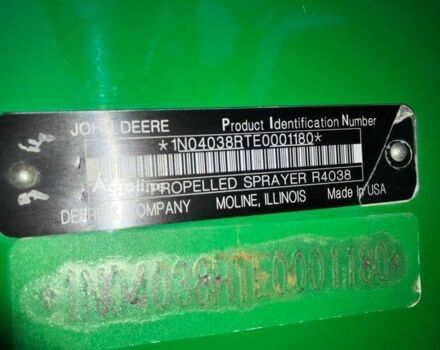 JOHN DEERE Product Identification Number
*1N04038RTE0001180*
PROPELLED SPRAYER R4038
DEERE & COMPANY MOLINE, ILLINOIS Made in USA
*1N04038RTE0001180*